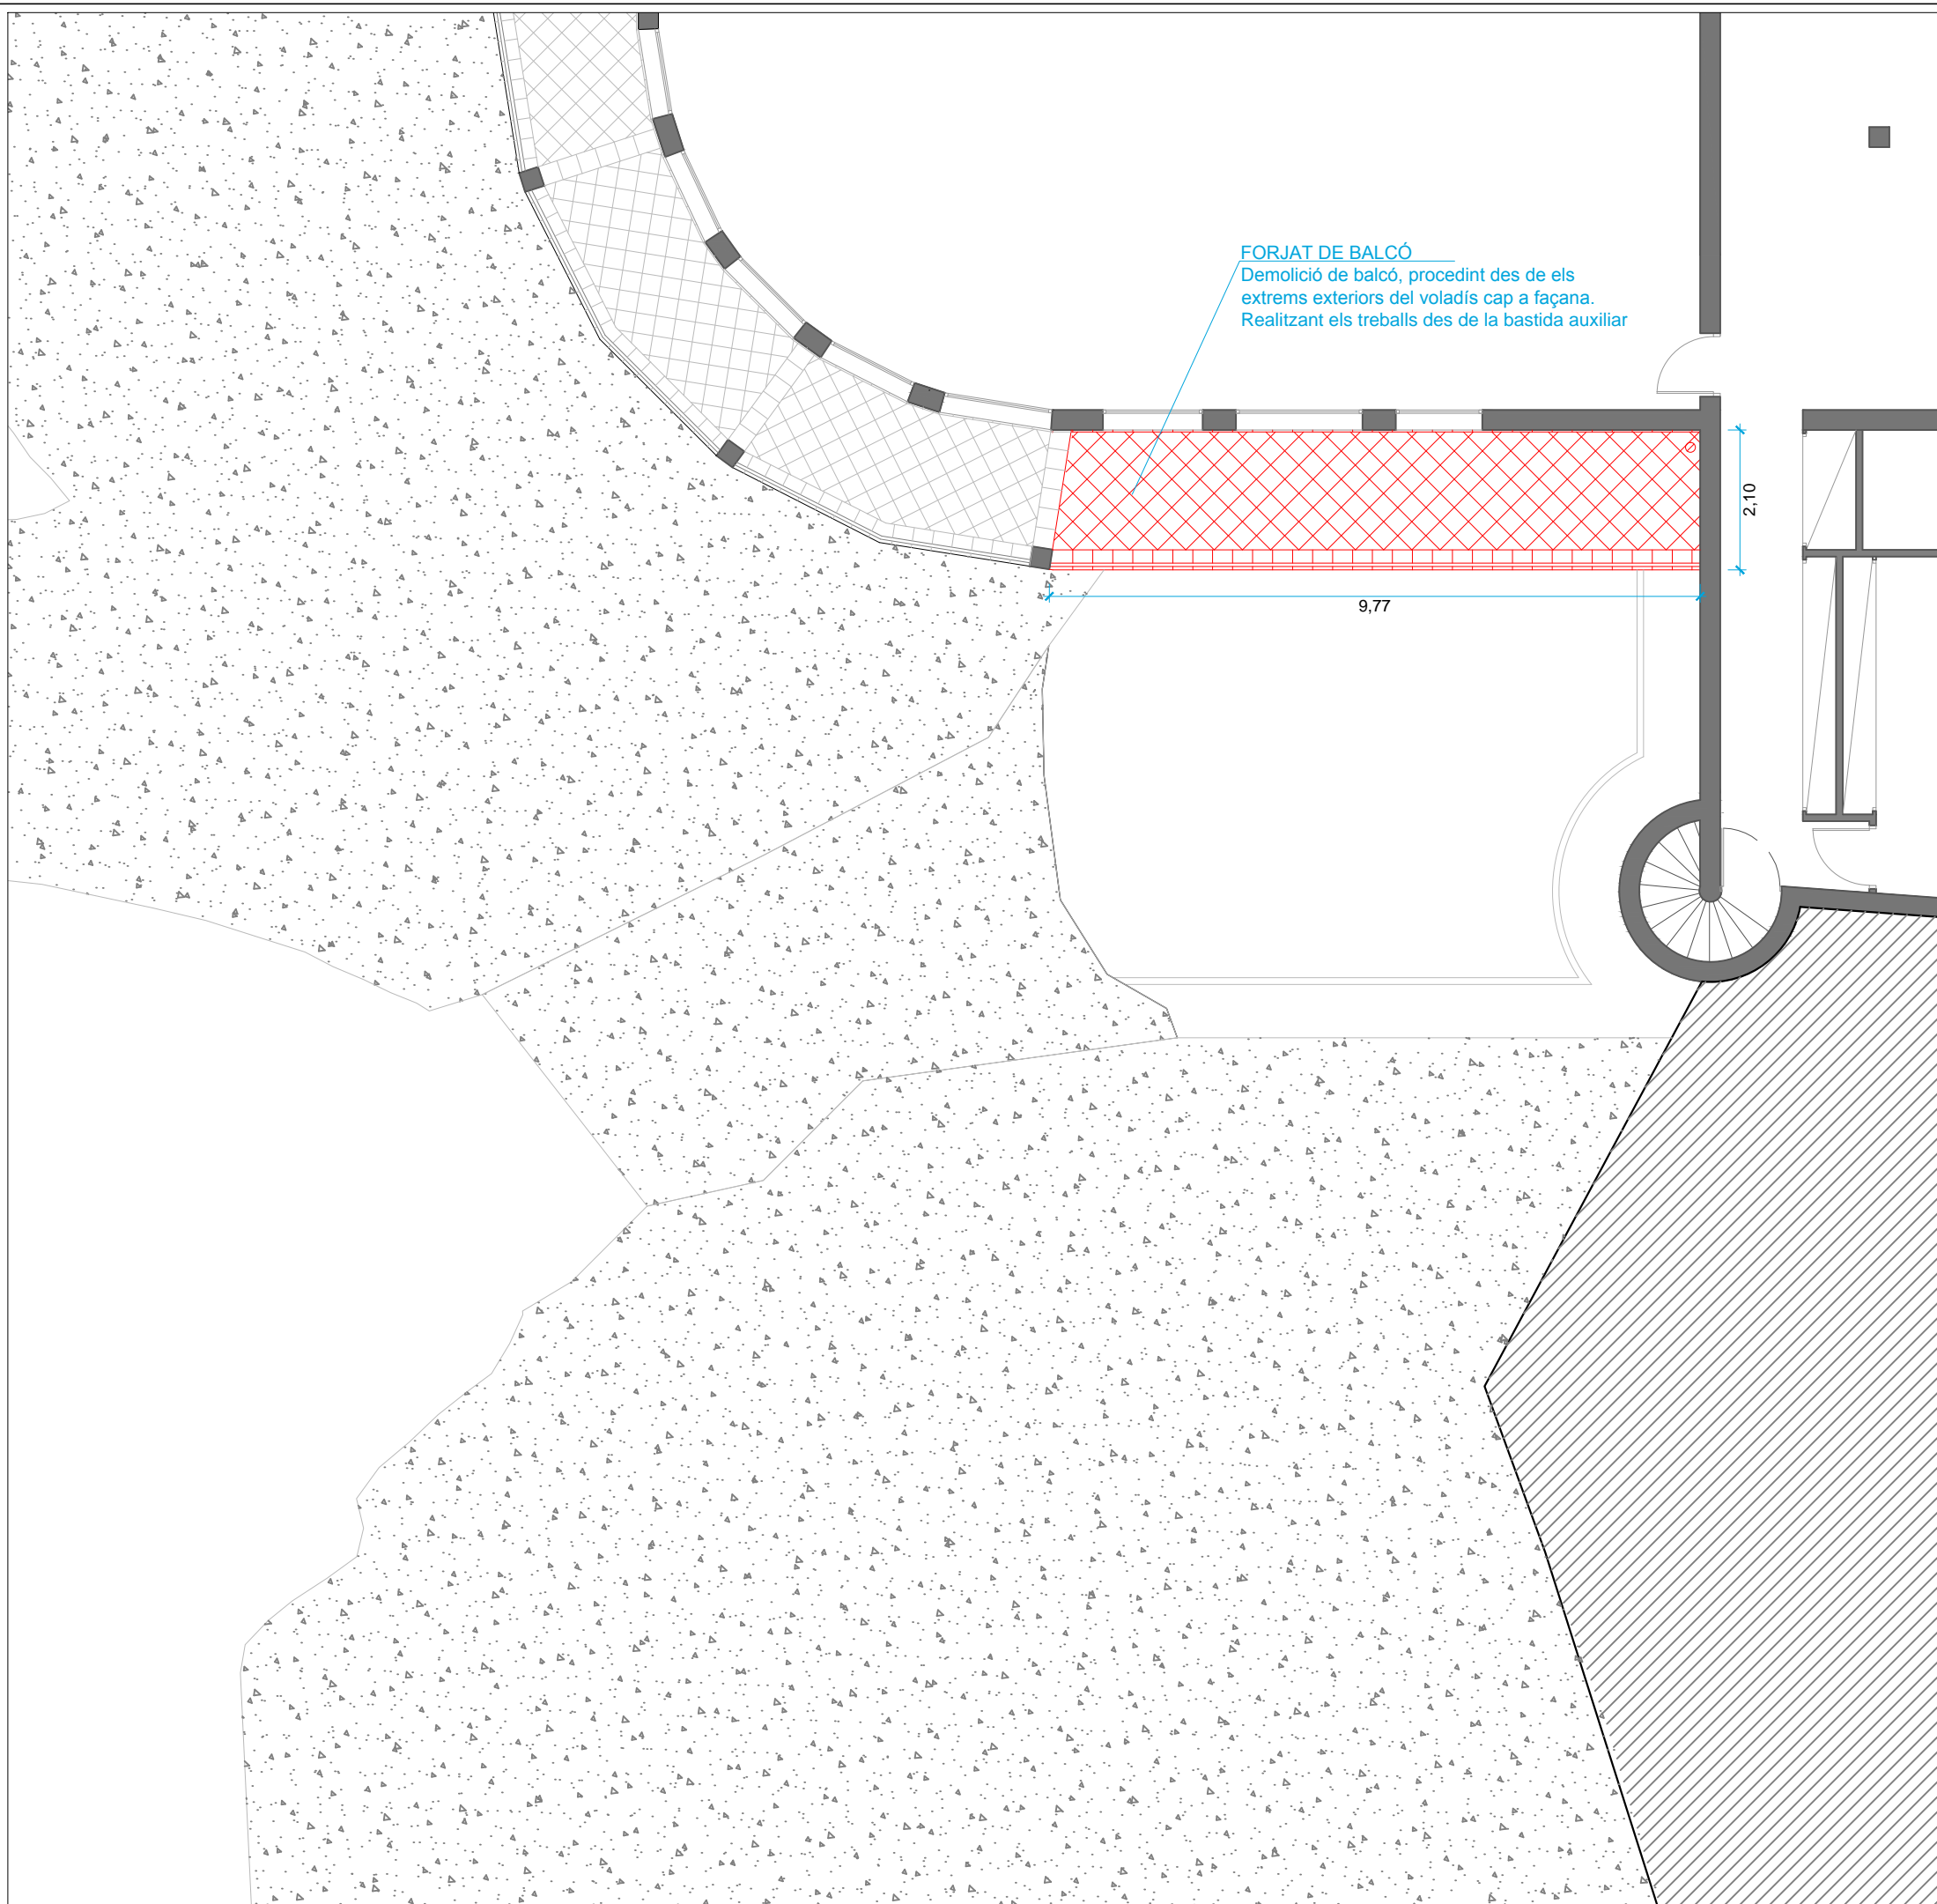 FORJAT DE BALCÓ
Demolició de balcó, procedint des de els
extrems exteriors del voladís cap a façana.
Realitzant els treballs des de la bastida auxiliar
2,10
9,77